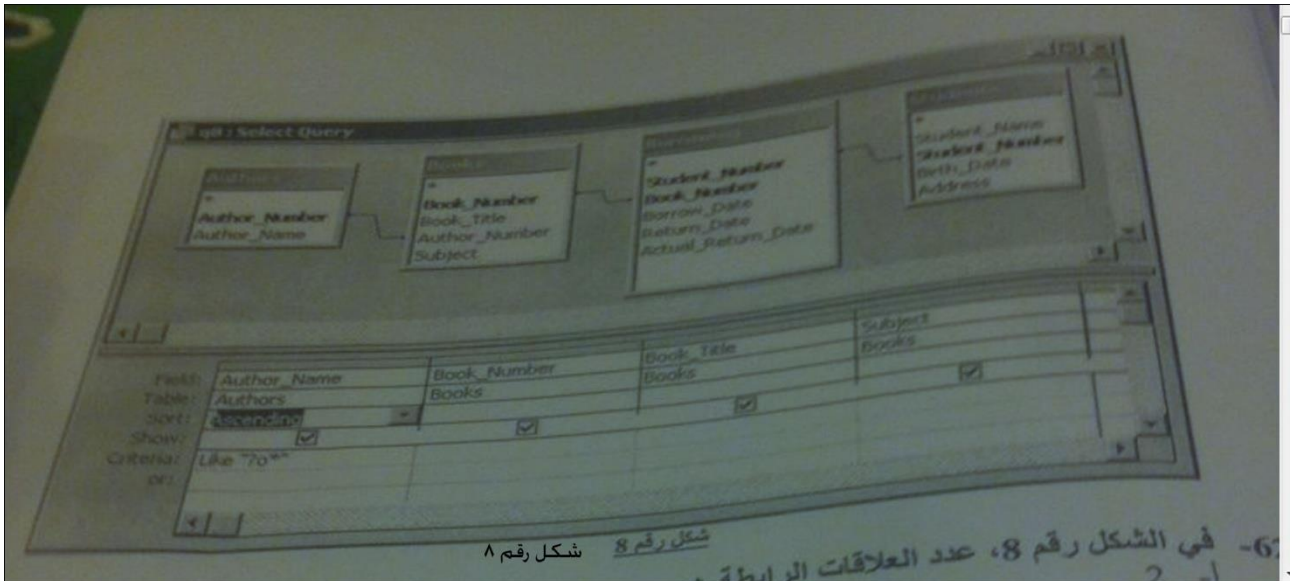 q8 : Select Query
Authors
*
Author_Number
Author_Name
Books
*
Book_Number
Book_Title
Author_Number
Subject
*
Student_Number
Book_Number
Borrow_Date
Return_Date
Actual_Return_Date
Students
*
Student_Name
Student_Number
Birth_Date
Address
Field: Author_Name Book_Number Book_Title Subject
Table: Authors Books Books Books
Sort: Ascending
Show:
Criteria: Like "?o*"
or:
شكل رقم 8 شكل رقم ٨
في الشكل رقم 8، عدد العلاقات الرابطة